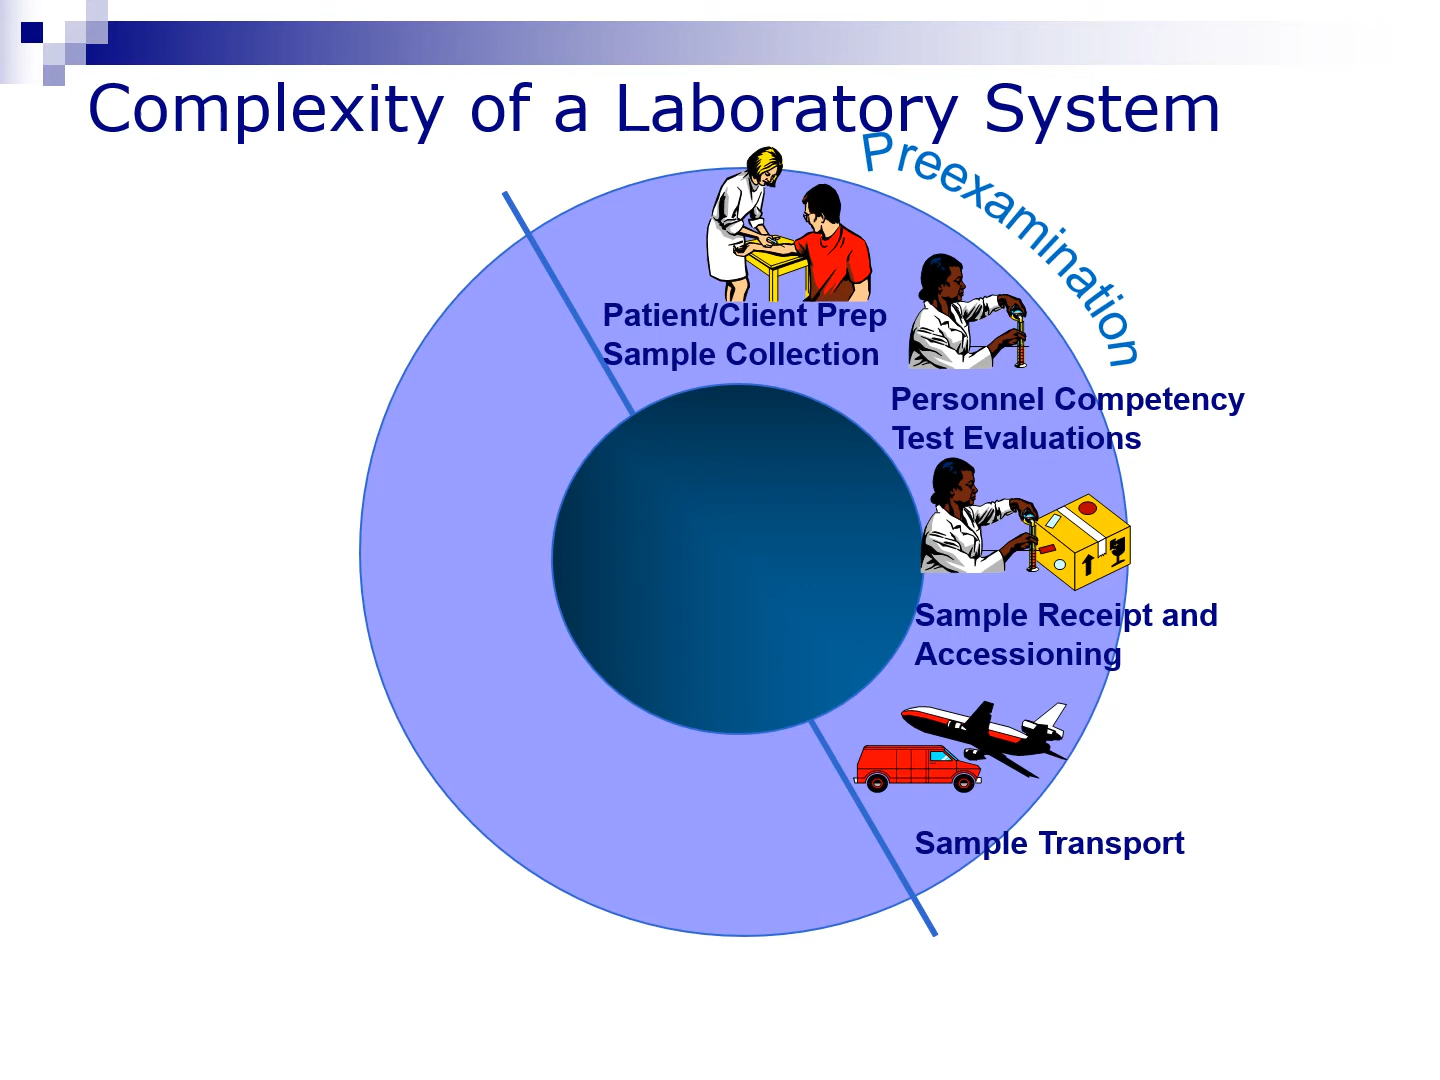 Complexity of a Laboratory System
Preexamination
Patient/Client Prep
Sample Collection
Personnel Competency
Test Evaluations
Sample Receipt and
Accessioning
Sample Transport